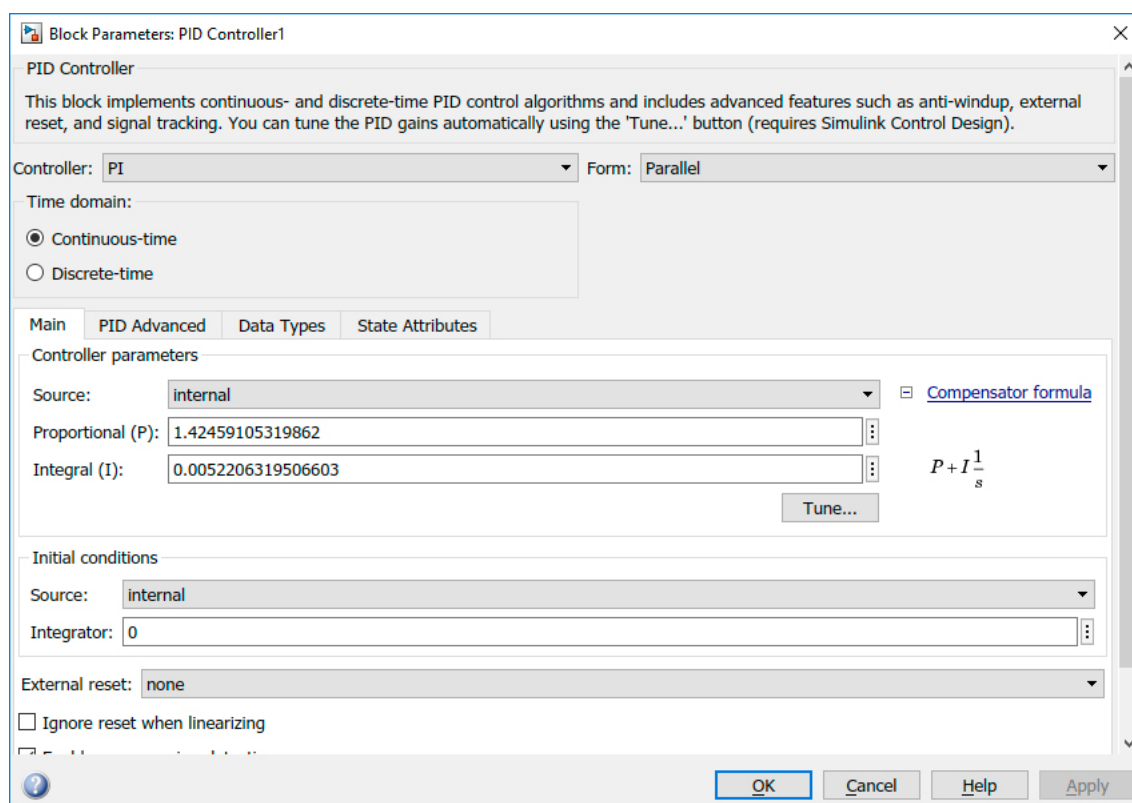 Block Parameters: PID Controller1
PID Controller
This block implements continuous- and discrete-time PID control algorithms and includes advanced features such as anti-windup, external
reset, and signal tracking. You can tune the PID gains automatically using the 'Tune...' button (requires Simulink Control Design).
Controller: PI Form: Parallel
Time domain:
Continuous-time
Discrete-time
Main PID Advanced Data Types State Attributes
Controller parameters
Source: internal Compensator formula
Proportional (P): 1.42459105319862
Integral (I): 0.0052206319506603
P+I 1/s
Tune...
Initial conditions
Source: internal
Integrator: 0
External reset: none
Ignore reset when linearizing
OK Cancel Help Apply